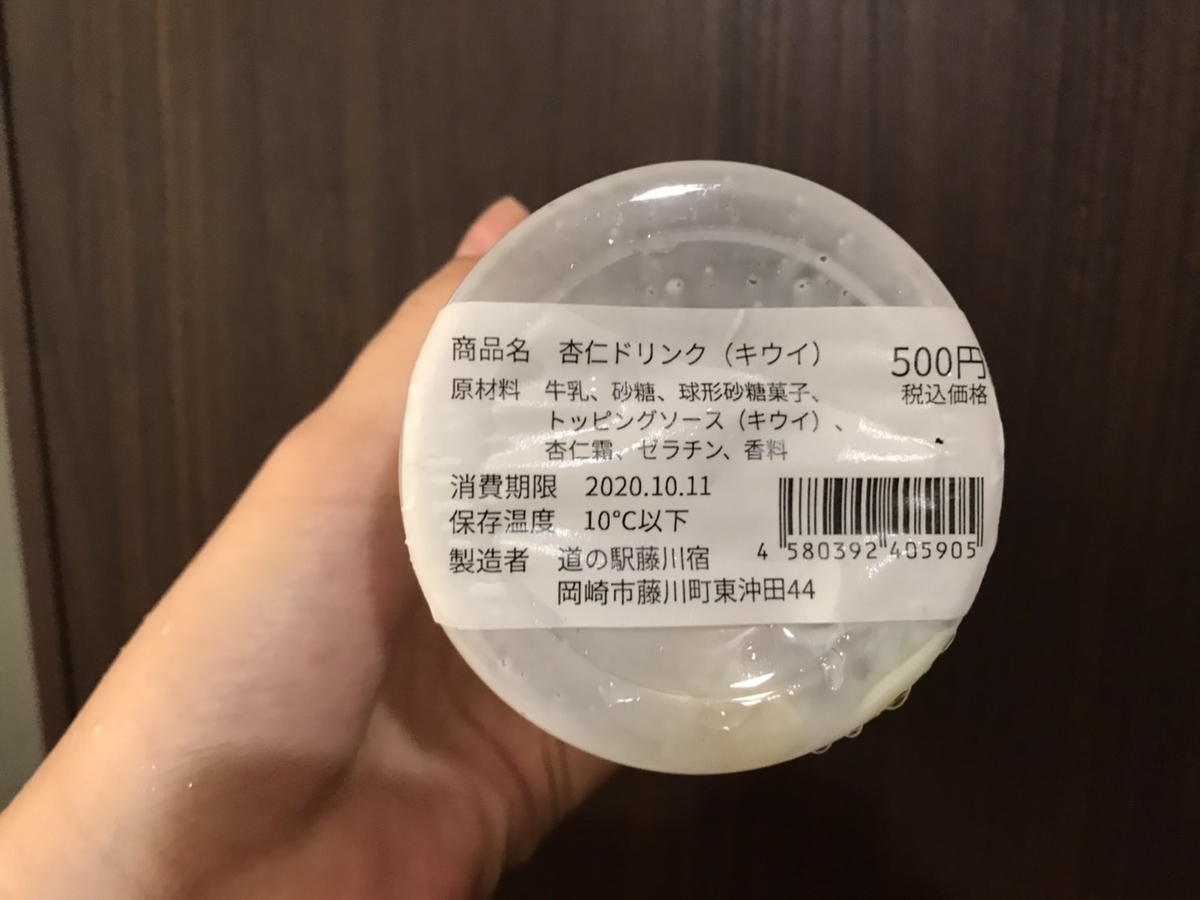 商品名 杏仁ドリンク（キウイ） 500円
税込価格
原材料 牛乳、砂糖、球形砂糖菓子、
トッピングソース（キウイ）、
杏仁霜、ゼラチン、香料
消費期限 2020.10.11
保存温度 10℃以下
製造者 道の駅藤川宿
岡崎市藤川町東沖田44
4 580392 405905